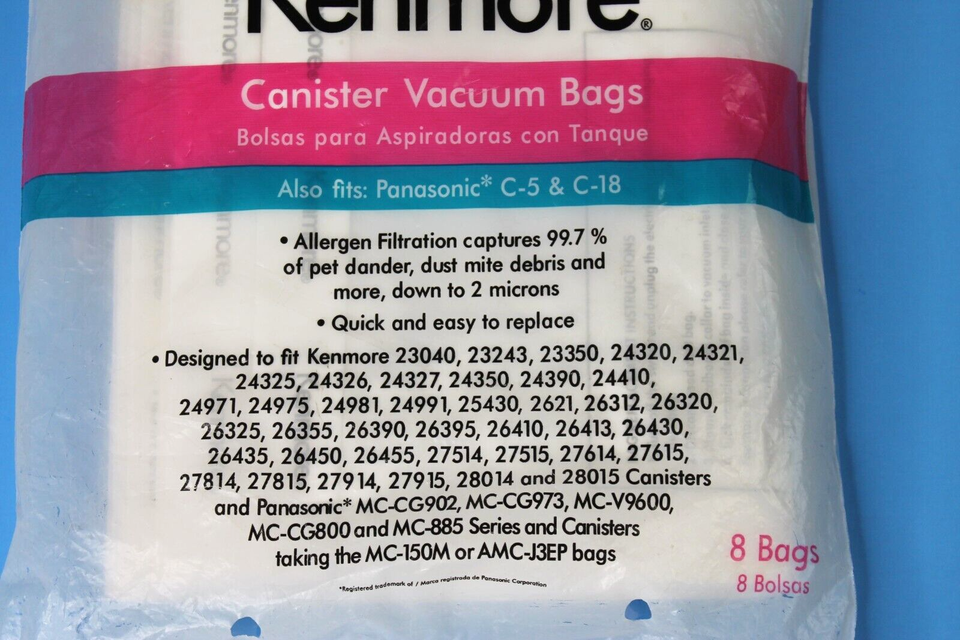 Kenmore®
Canister Vacuum Bags
Bolsas para Aspiradoras con Tanque
Also fits: Panasonic* C-5 & C-18
• Allergen Filtration captures 99.7 %
of pet dander, dust mite debris and
more, down to 2 microns
• Quick and easy to replace
• Designed to fit Kenmore 23040, 23243, 23350, 24320, 24321,
24325, 24326, 24327, 24350, 24390, 24410,
24971, 24975, 24981, 24991, 25430, 2621, 26312, 26320,
26325, 26355, 26390, 26395, 26410, 26413, 26430,
26435, 26450, 26455, 27514, 27515, 27614, 27615,
27814, 27815, 27914, 27915, 28014 and 28015 Canisters
and Panasonic* MC-CG902, MC-CG973, MC-V9600,
MC-CG800 and MC-885 Series and Canisters
taking the MC-150M or AMC-J3EP bags
*Registered trademark of / Marca registrada de Panasonic Corporation
8 Bags
8 Bolsas